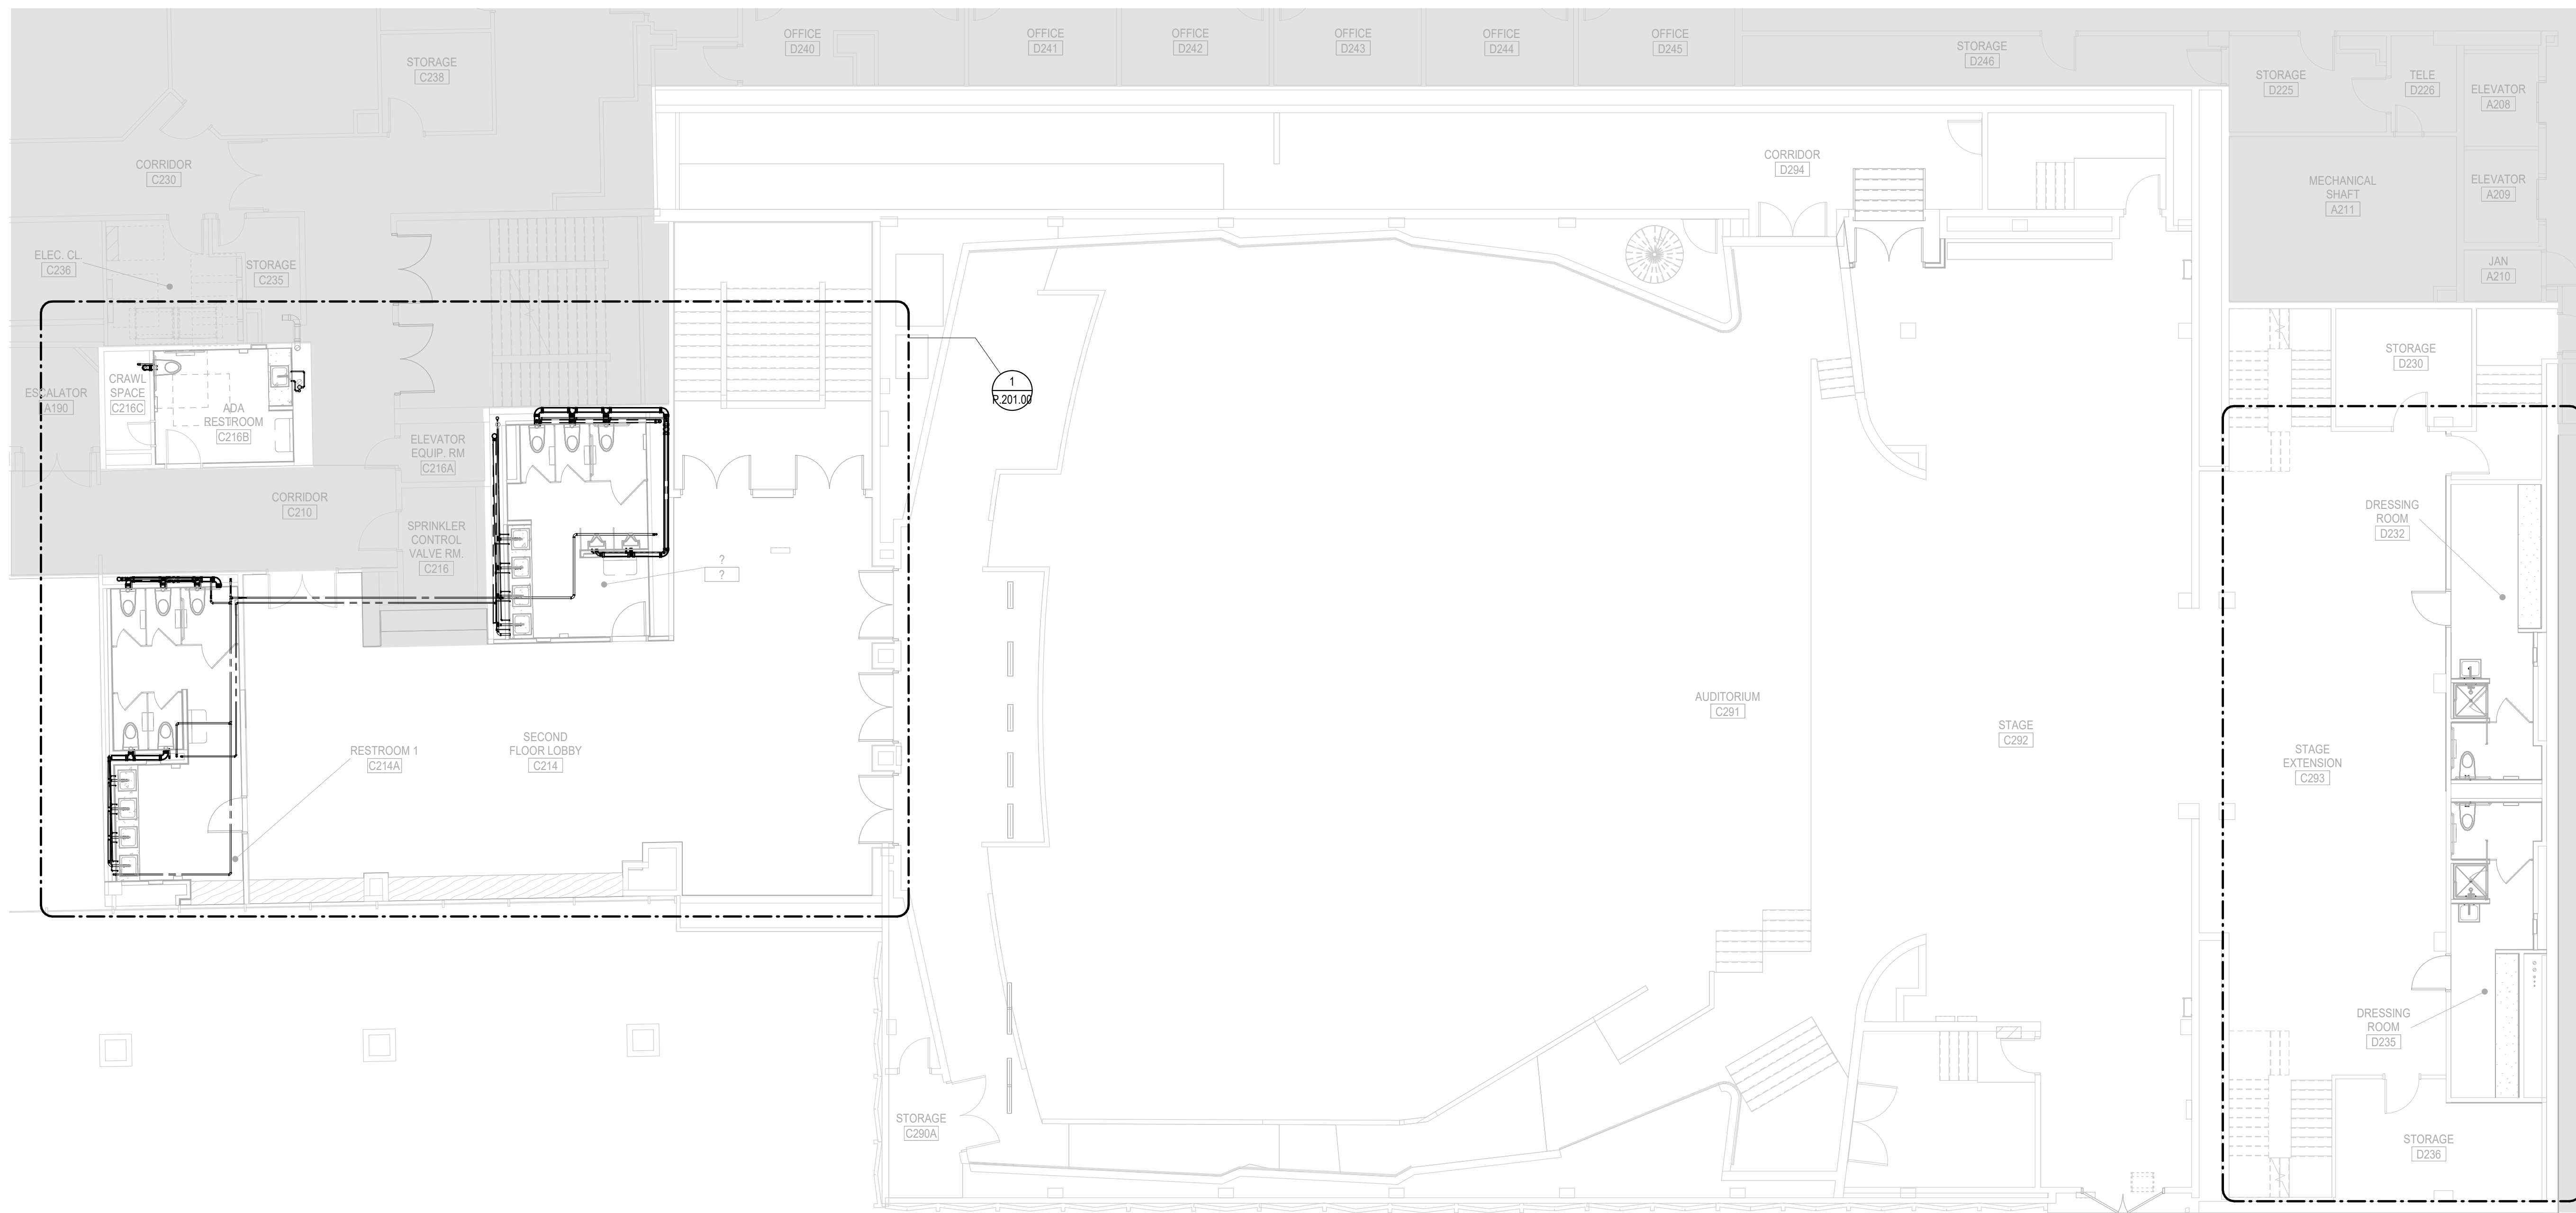 OFFICE
D240
OFFICE
D241
OFFICE
D242
OFFICE
D243
OFFICE
D244
OFFICE
D245
STORAGE
D246
STORAGE
C238
STORAGE
D225
TELE
D226
ELEVATOR
A208
CORRIDOR
C230
CORRIDOR
D294
MECHANICAL
SHAFT
A211
ELEVATOR
A209
ELEC. CL.
C236
STORAGE
C235
JAN
A210
1
P.201.00
STORAGE
D230
ESCALATOR
A190
CRAWL
SPACE
C216C
ADA
RESTROOM
C216B
ELEVATOR
EQUIP. RM
C216A
CORRIDOR
C210
SPRINKLER
CONTROL
VALVE RM.
C216
?
?
DRESSING
ROOM
D232
RESTROOM 1
C214A
SECOND
FLOOR LOBBY
C214
AUDITORIUM
C291
STAGE
C292
STAGE
EXTENSION
C293
DRESSING
ROOM
D235
STORAGE
C290A
STORAGE
D236